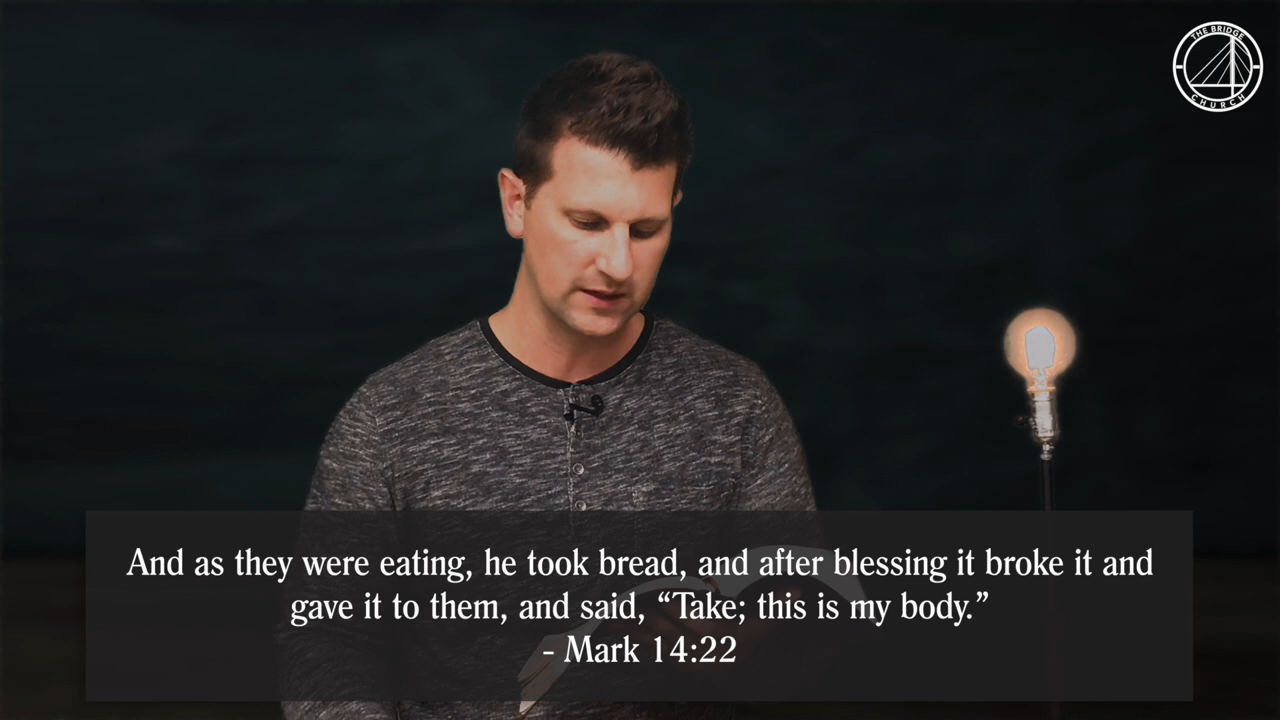 THE BRIDGE
CHURCH
And as they were eating, he took bread, and after blessing it broke it and
gave it to them, and said, “Take; this is my body.”
- Mark 14:22